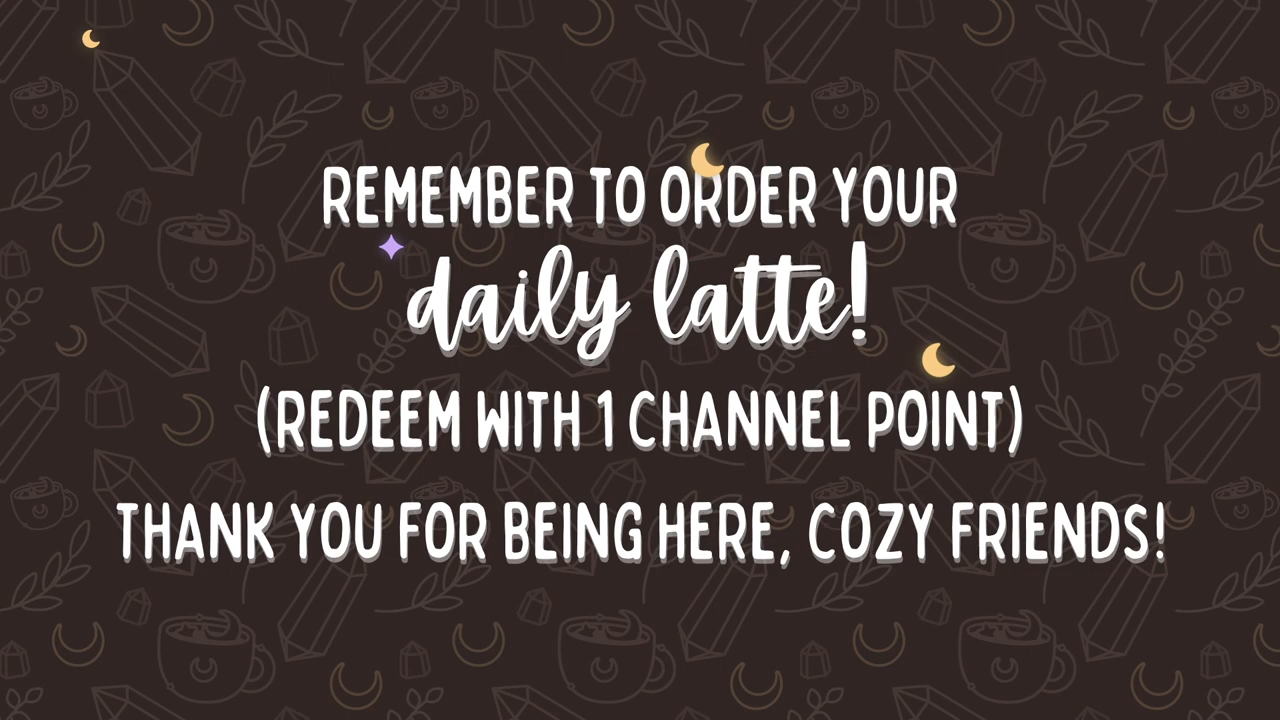 REMEMBER TO ORDER YOUR
daily latte!
(REDEEM WITH 1 CHANNEL POINT)
THANK YOU FOR BEING HERE, COZY FRIENDS!